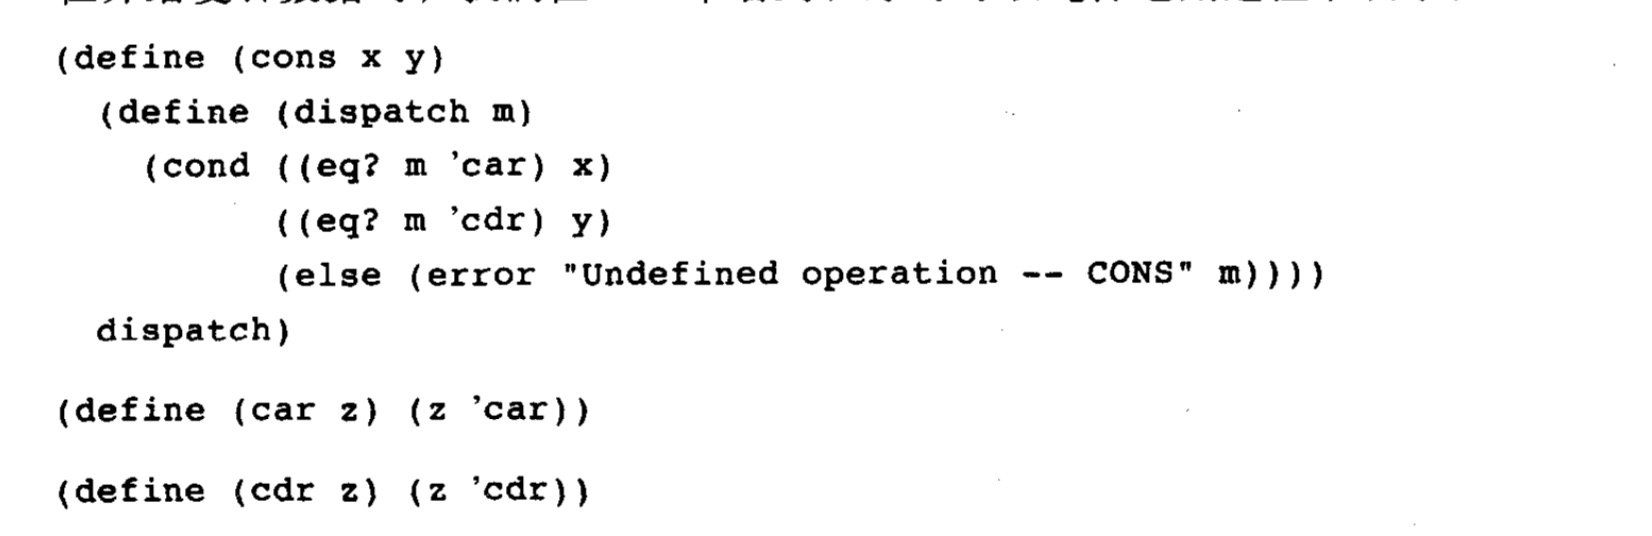 (define (cons x y)
  (define (dispatch m)
    (cond ((eq? m 'car) x)
          ((eq? m 'cdr) y)
          (else (error "Undefined operation -- CONS" m))))
  dispatch)
(define (car z) (z 'car))
(define (cdr z) (z 'cdr))